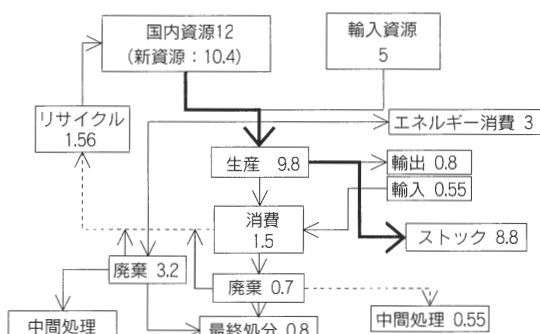 国内資源12
(新資源：10.4)
輸入資源
5
リサイクル
1.56
エネルギー消費 3
生産 9.8
輸出 0.8
輸入 0.55
消費
1.5
ストック 8.8
廃棄 3.2
廃棄 0.7
中間処理
最終処分 0.8
中間処理 0.55